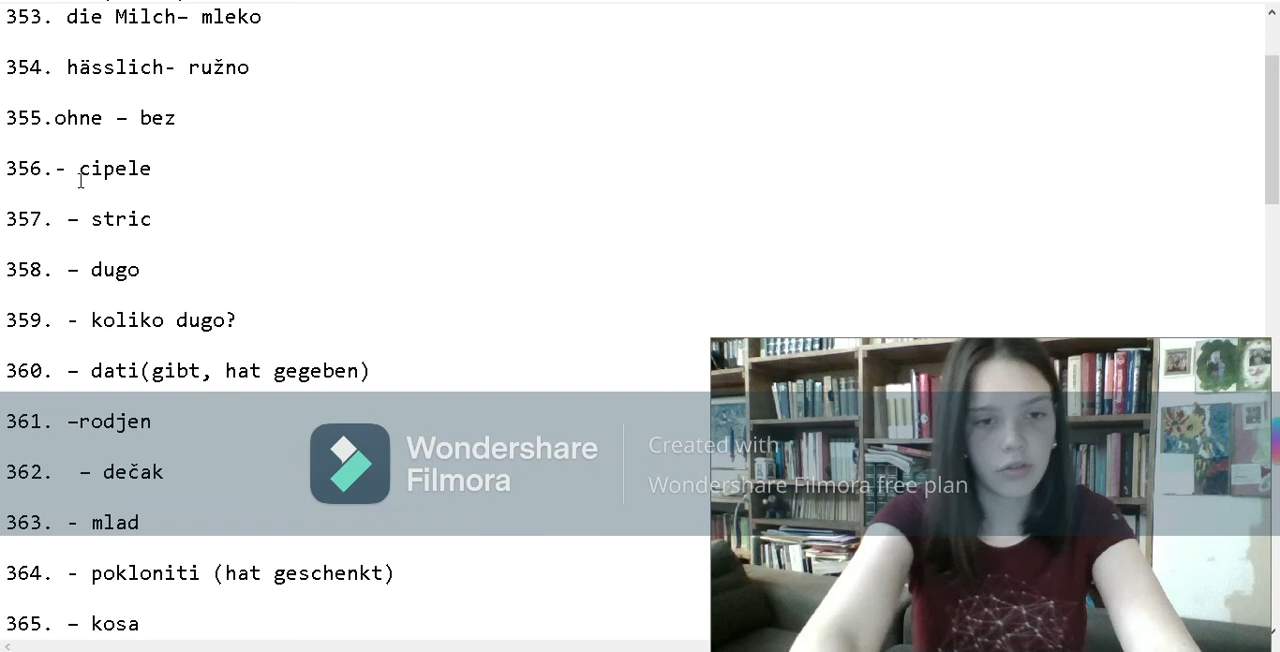 353. die Milch– mleko
354. hässlich- ružno
355.ohne – bez
356.- cipele
357. – stric
358. – dugo
359. - koliko dugo?
360. – dati(gibt, hat gegeben)
361. –rodjen
362.  – dečak
363. - mlad
364. - pokloniti (hat geschenkt)
365. – kosa
Wondershare
Filmora
Created with
Wondershare Filmora free plan